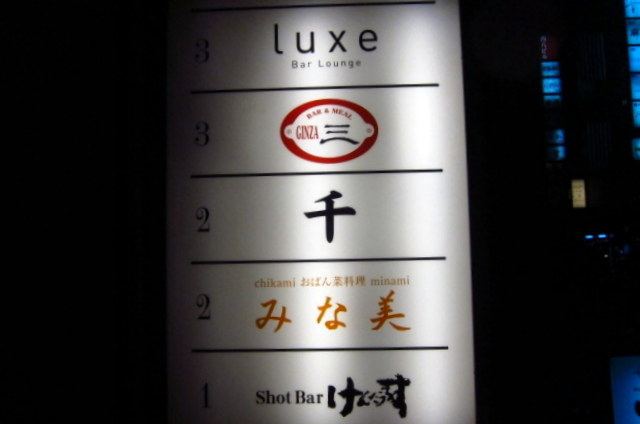 3
luxe
Bar Lounge
3
BAR & MEAL
GINZA 三
2
千
2
chikami おばん菜料理 minami
みな美
1
Shot Bar